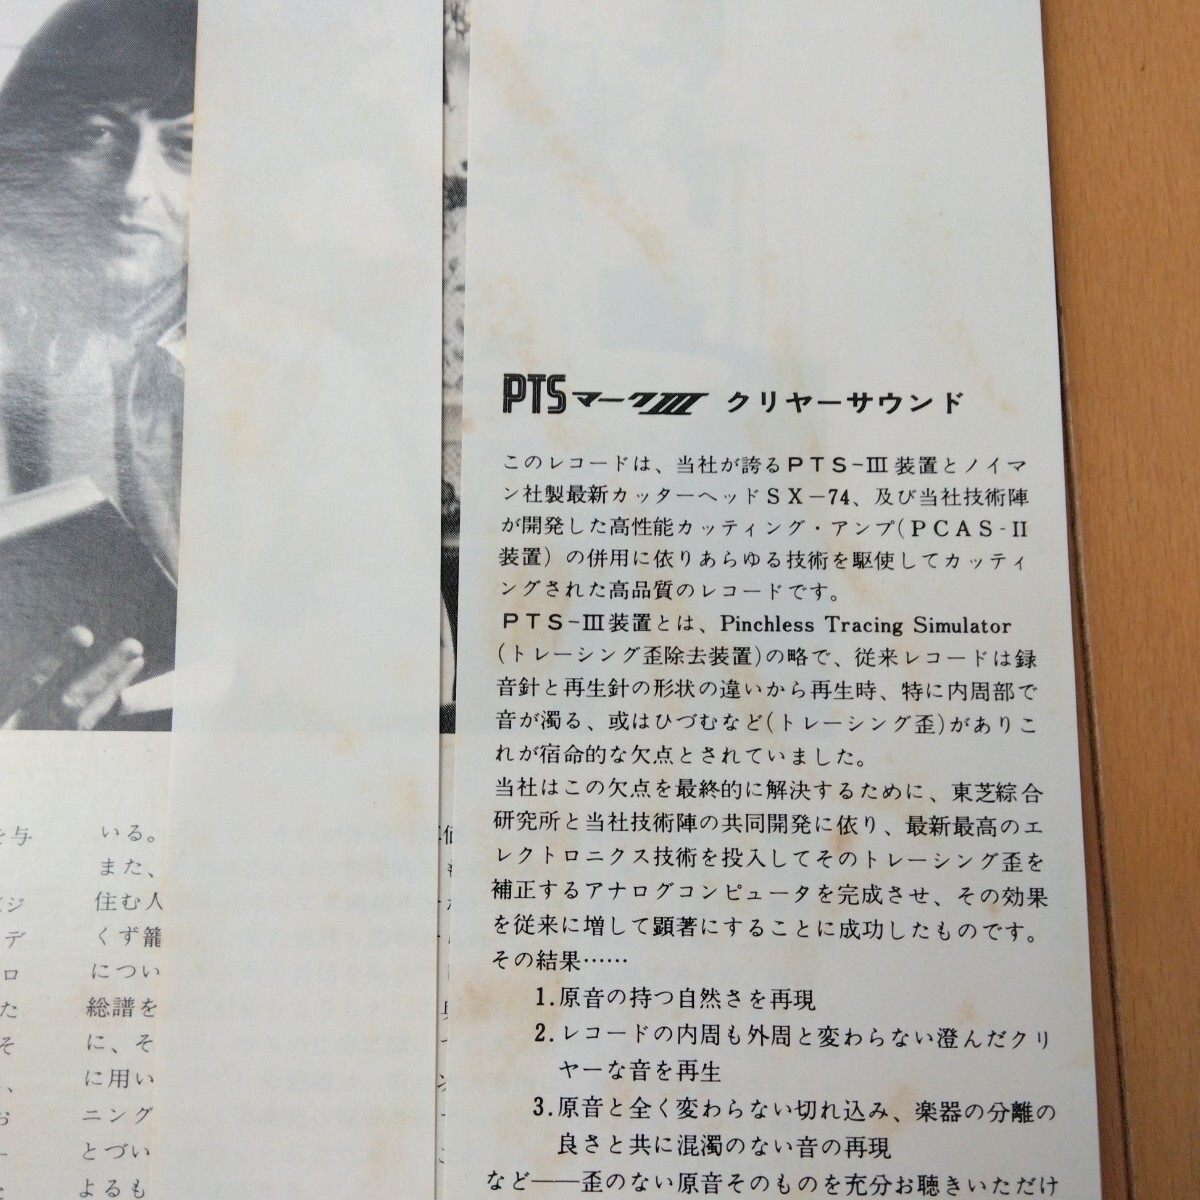 PTSマークIII クリヤーサウンド
このレコードは、当社が誇るPTS-III装置とノイマ
ン社製最新カッターヘッドSX-74、及び当社技術陣
が開発した高性能カッティング・アンプ(PCAS-II
装置)の併用に依りあらゆる技術を駆使してカッティ
ングされた高品質のレコードです。
PTS-III装置とは、Pinchless Tracing Simulator
(トレーシング歪除去装置)の略で、従来レコードは録
音針と再生針の形状の違いから再生時、特に内周部で
音が濁る、或はひづむなど(トレーシング歪)がありこ
れが宿命的な欠点とされていました。
当社はこの欠点を最終的に解決するために、東芝綜合
研究所と当社技術陣の共同開発に依り、最新最高のエ
レクトロニクス技術を投入してそのトレーシング歪を
補正するアナログコンピュータを完成させ、その効果
を従来に増して顕著にすることに成功したものです。
その結果……
1.原音の持つ自然さを再現
2.レコードの内周も外周と変わらない澄んだクリ
ヤーな音を再生
3.原音と全く変わらない切れ込み、楽器の分離の
良さと共に混濁のない音の再現
など——歪のない原音そのものを充分お聴きいただけ
を与
ジ
デ
ロ
た
そ
、
お
ー
いる。
また、
住む人
くず籠
につい
総譜を
に、そ
に用い
ニング
とづい
よるも